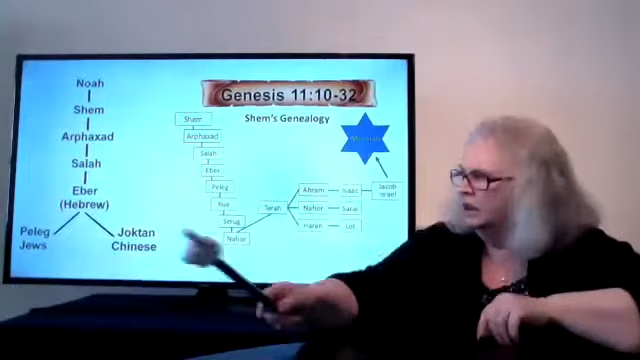 Noah
Shem
Arphaxad
Salah
Eber
(Hebrew)
Peleg
Jews
Joktan
Chinese
Genesis 11:10-32
Shem's Genealogy
Shem
Arphaxad
Salah
Eber
Peleg
Rue
Serug
Nahor
Terah
Abram
Isaac
Jacob
Israel
Nahor
Sarai
Haran
Lot